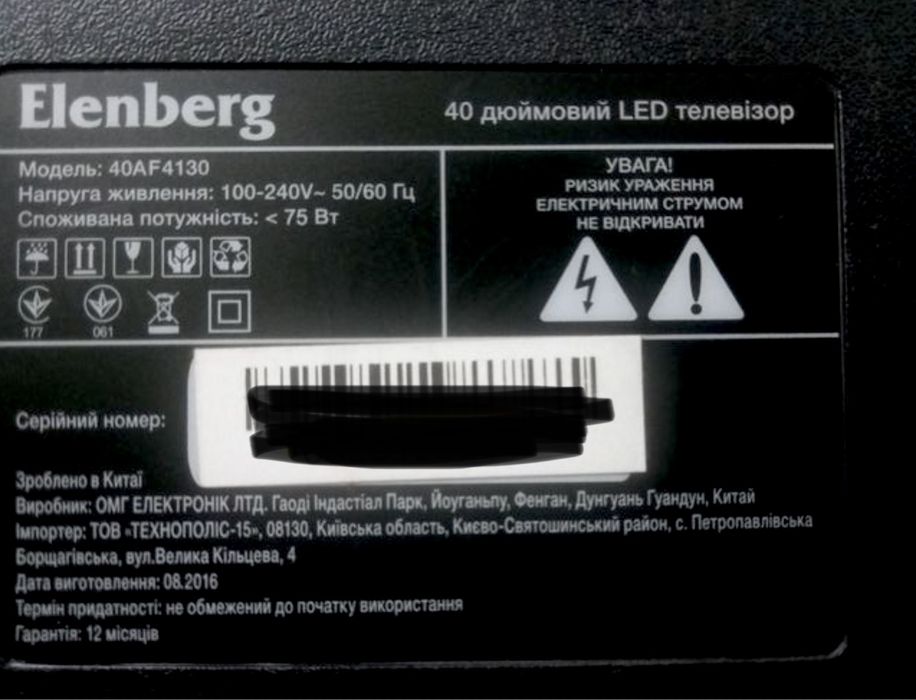 Elenberg
40 дюймовий LED телевізор
Модель: 40AF4130
Напруга живлення: 100-240V~ 50/60 Гц
Споживана потужність: < 75 Вт
177
061
УВАГА!
РИЗИК УРАЖЕННЯ
ЕЛЕКТРИЧНИМ СТРУМОМ
НЕ ВІДКРИВАТИ
Серійний номер:
Зроблено в Китаї
Виробник: ОМГ ЕЛЕКТРОНІК ЛТД. Гаоді Індастіал Парк, Йоуганьпу, Фенган, Дунгуань Гуандун, Китай
Імпортер: ТОВ «ТЕХНОПОЛІС-15», 08130, Київська область, Києво-Святошинський район, с. Петропавлівська
Борщагівська, вул.Велика Кільцева, 4
Дата виготовлення: 08.2016
Термін придатності: не обмежений до початку використання
Гарантія: 12 місяців